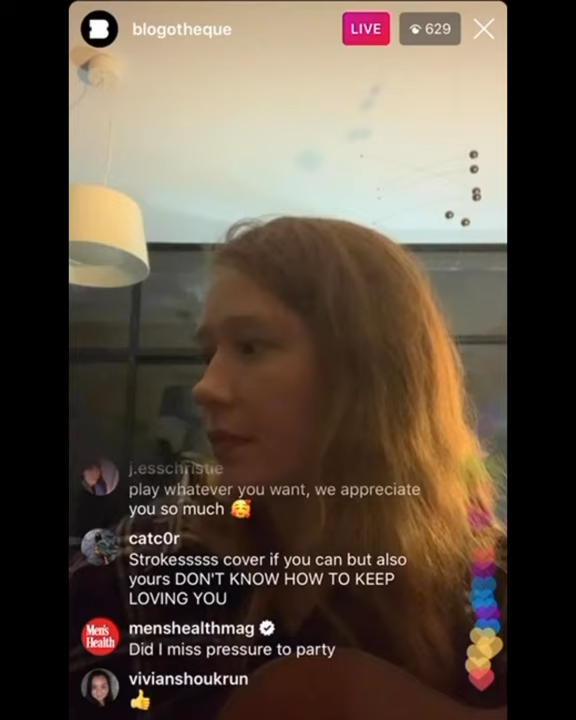 blogotheque
LIVE
629
j.esschristie
play whatever you want, we appreciate
you so much 🥰
catc0r
Strokesssss cover if you can but also
yours DON'T KNOW HOW TO KEEP
LOVING YOU
Men's
Health
menshealthmag
Did I miss pressure to party
vivianshoukrun
👍